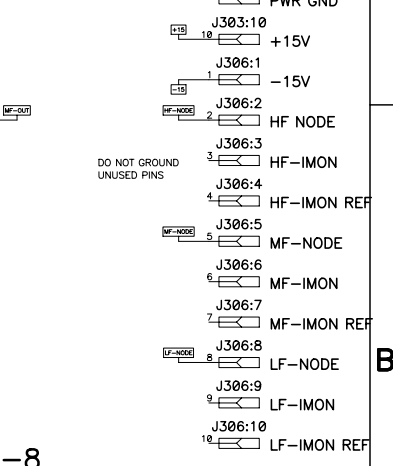 PWR GND
J303:10
+15
10
+15V
J306:1
1
-15V
-15
J306:2
MF-OUT
HF-NODE
2
HF NODE
J306:3
3
HF-IMON
DO NOT GROUND
UNUSED PINS
J306:4
4
HF-IMON REF
J306:5
MF-NODE
5
MF-NODE
J306:6
6
MF-IMON
J306:7
7
MF-IMON REF
J306:8
LF-NODE
8
LF-NODE
B
J306:9
9
LF-IMON
J306:10
10
LF-IMON REF
-8